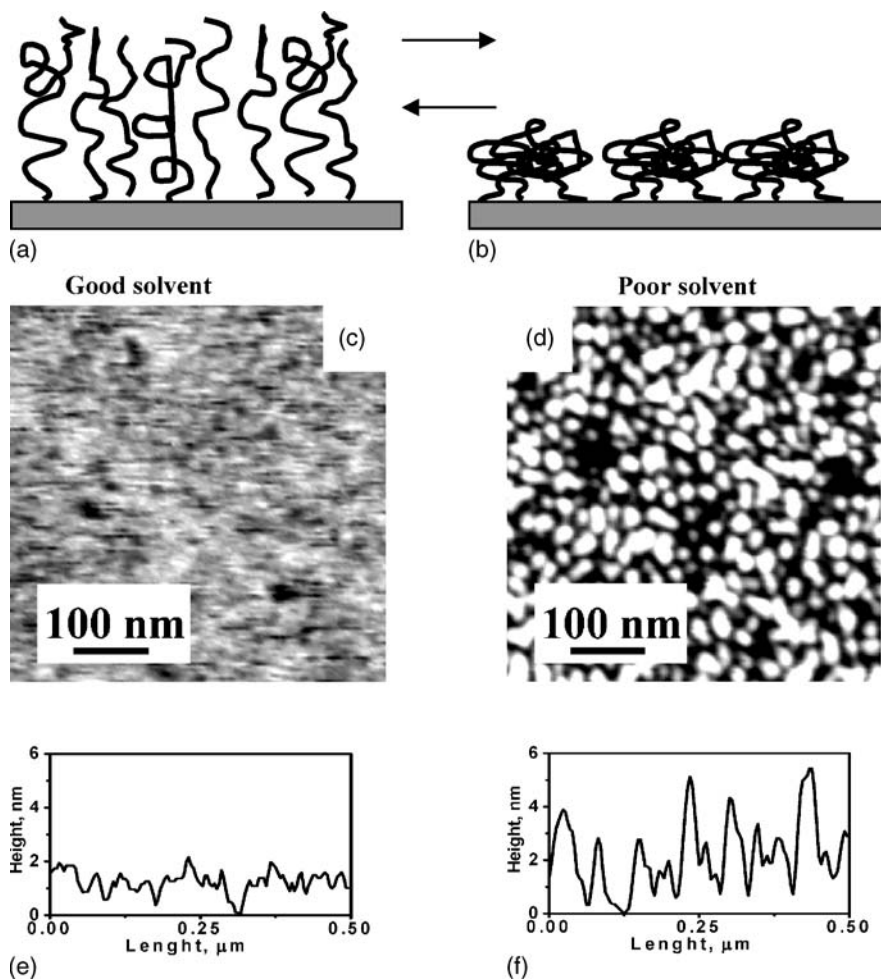 (a)
(b)
Good solvent
Poor solvent
(c)
(d)
100 nm
100 nm
6
4
2
0
Height, nm
0.00
0.25
0.50
Lenght, μm
(e)
6
4
2
0
Height, nm
0.00
0.25
0.50
Lenght, μm
(f)